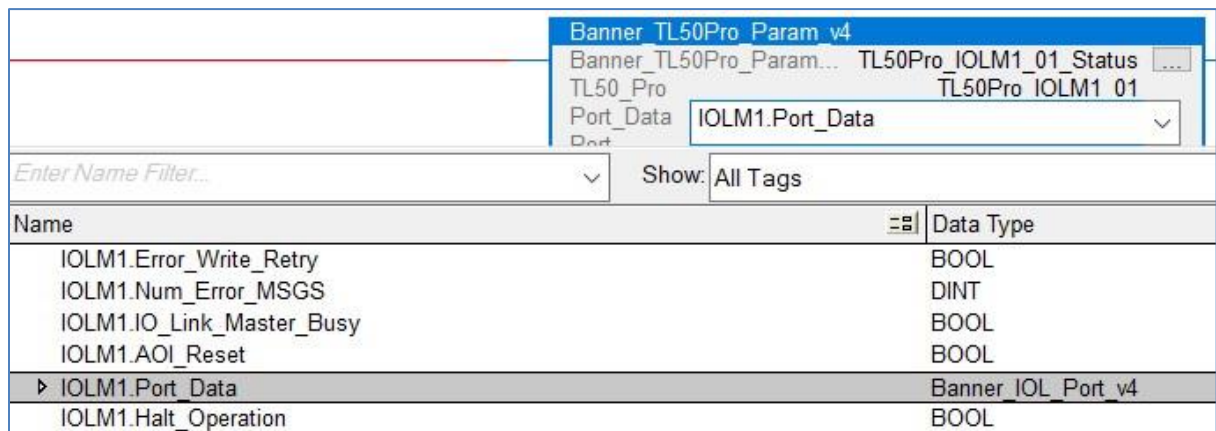 Banner_TL50Pro_Param_v4
Banner_TL50Pro_Param... TL50Pro_IOLM1_01_Status ...
TL50_Pro TL50Pro_IOLM1_01
Port_Data IOLM1.Port_Data
Port
Enter Name Filter... Show: All Tags
Name Data Type
IOLM1.Error_Write_Retry BOOL
IOLM1.Num_Error_MSGS DINT
IOLM1.IO_Link_Master_Busy BOOL
IOLM1.AOI_Reset BOOL
IOLM1.Port_Data Banner_IOL_Port_v4
IOLM1.Halt_Operation BOOL